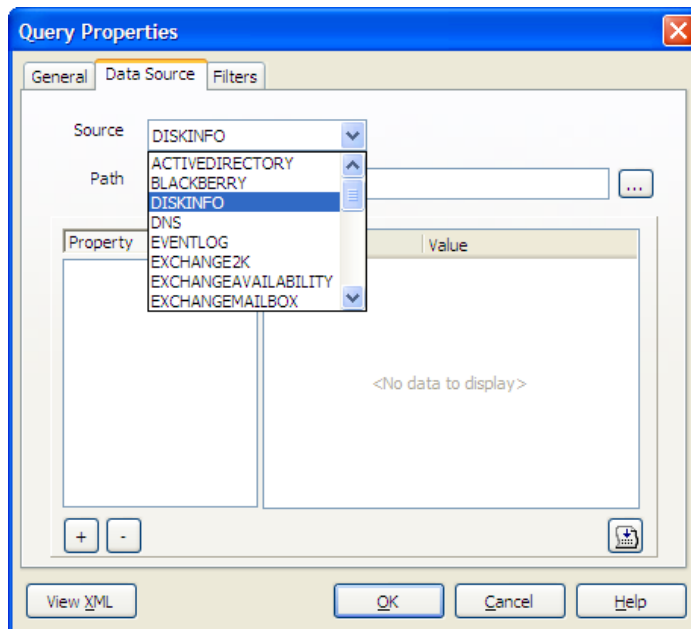 Query Properties
General Data Source Filters
Source DISKINFO
ACTIVEDIRECTORY
Path BLACKBERRY
...
DISKINFO
DNS
Property EVENTLOG Value
EXCHANGE2K
EXCHANGEAVAILABILITY
EXCHANGEMAILBOX
<No data to display>
+ -
View XML OK Cancel Help